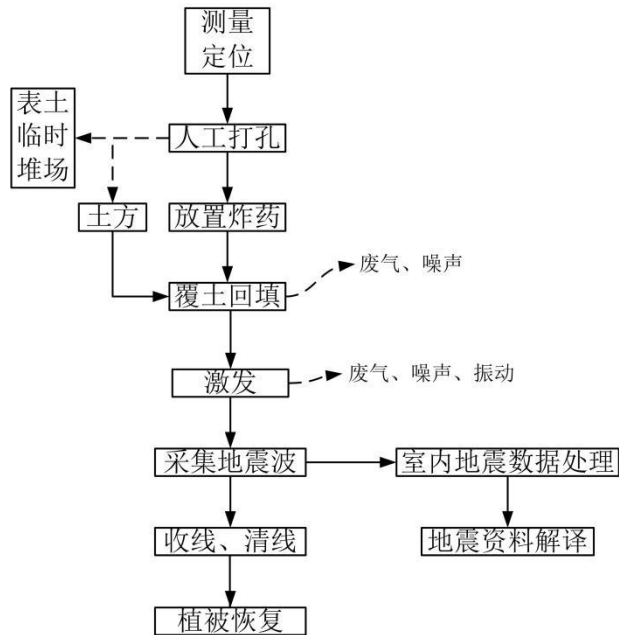 测量
定位
表土
临时
堆场
人工打孔
土方
放置炸药
废气、噪声
覆土回填
激发
废气、噪声、振动
采集地震波
室内地震数据处理
收线、清线
地震资料解译
植被恢复